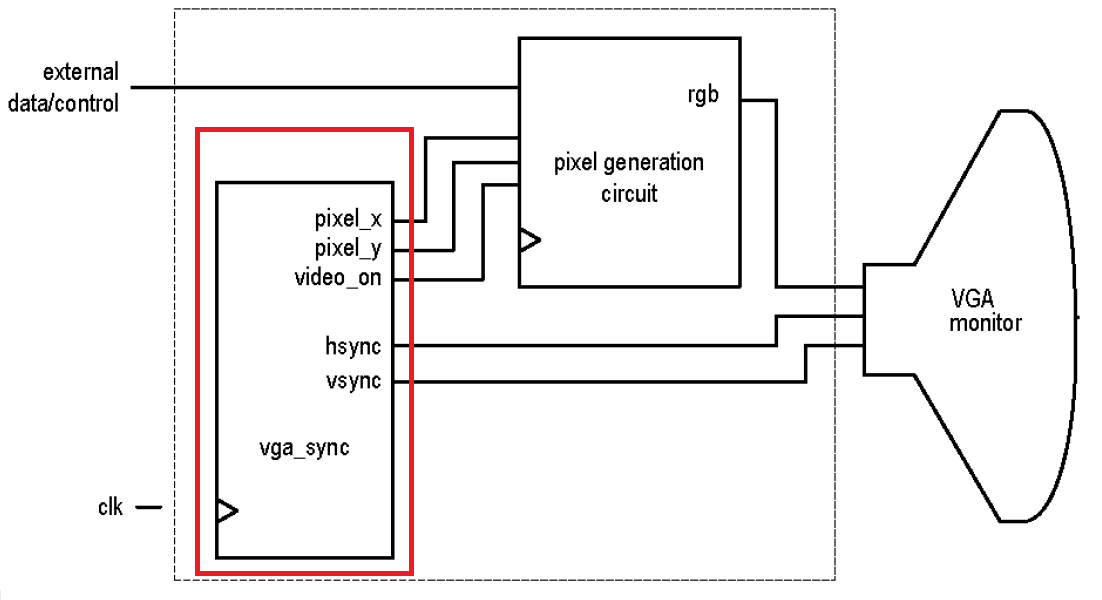 external
data/control
rgb
pixel generation
circuit
pixel_x
pixel_y
video_on
hsync
vsync
vga_sync
clk
VGA
monitor